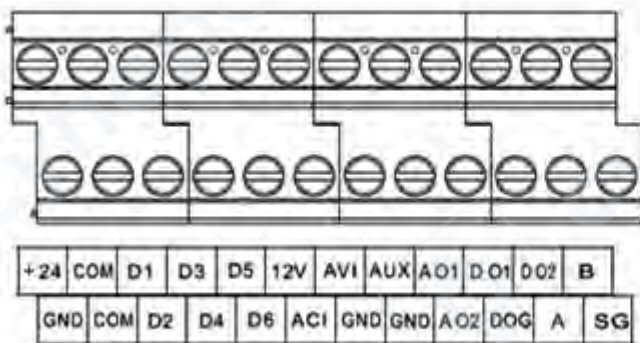 +24 COM D1 D3 D5 12V AVI AUX AO1 DO1 DO2 B
GND COM D2 D4 D6 ACI GND GND AO2 DOG A SG